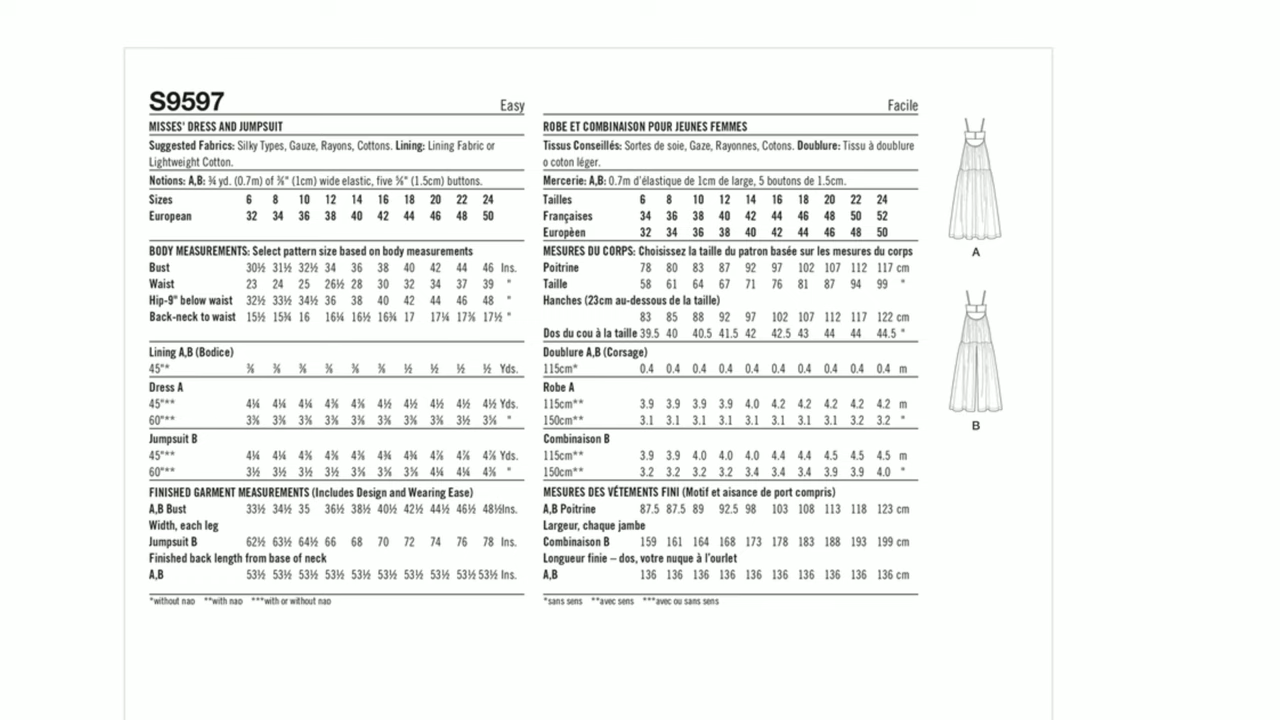 S9597 Easy
MISSES' DRESS AND JUMPSUIT
Suggested Fabrics: Silky Types, Gauze, Rayons, Cottons. Lining: Lining Fabric or
Lightweight Cotton.
Notions: A,B: ¾ yd. (0.7m) of ⅜" (1cm) wide elastic, five ⅝" (1.5cm) buttons.
Sizes 6 8 10 12 14 16 18 20 22 24
European 32 34 36 38 40 42 44 46 48 50
BODY MEASUREMENTS: Select pattern size based on body measurements
Bust 30½ 31½ 32½ 34 36 38 40 42 44 46 Ins.
Waist 23 24 25 26½ 28 30 32 34 37 39 "
Hip-9" below waist 32½ 33½ 34½ 36 38 40 42 44 46 48 "
Back-neck to waist 15½ 15¾ 16 16¼ 16½ 16¾ 17 17¼ 17⅜ 17½ "
Lining A,B (Bodice)
45"* ⅜ ⅜ ⅜ ⅜ ⅜ ⅜ ½ ½ ½ ½ Yds.
Dress A
45"** 4¼ 4¼ 4¼ 4⅜ 4⅜ 4½ 4½ 4½ 4½ 4½ Yds.
60"** 3⅜ 3⅜ 3⅜ 3⅜ 3⅜ 3⅜ 3⅜ 3⅜ 3½ "
Jumpsuit B
45"** 4¼ 4¼ 4⅜ 4⅜ 4⅜ 4¾ 4¾ 4⅞ 4⅞ 4⅞ Yds.
60"** 3½ 3½ 3½ 3½ 4¼ 4¼ "
FINISHED GARMENT MEASUREMENTS (Includes Design and Wearing Ease)
A,B Bust 33½ 34½ 35 36½ 38½ 40½ 42½ 44½ 46½ 48½ Ins.
Width, each leg
Jumpsuit B 62½ 63½ 64½ 66 68 70 72 74 76 78 Ins.
Finished back length from base of neck
A,B 53½ 53½ 53½ 53½ 53½ 53½ 53½ 53½ 53½ 53½ Ins.
*without nap **with nap ***with or without nap
Facile
ROBE ET COMBINAISON POUR JEUNES FEMMES
Tissus Conseillés: Sortes de soie, Gaze, Rayonnes, Cotons. Doublure: Tissu à doublure
o coton léger.
Mercerie: A,B: 0.7m d'élastique de 1cm de large, 5 boutons de 1.5cm.
Tailles 6 8 10 12 14 16 18 20 22 24
Françaises 34 36 38 40 42 44 46 48 50 52
Europèen 32 34 36 38 40 42 44 46 48 50
MESURES DU CORPS: Choisissez la taille du patron basée sur les mesures du corps
Poitrine 78 80 83 87 92 97 102 107 112 117 cm
Taille 58 61 64 67 71 76 81 87 94 99 "
Hanches (23cm au-dessous de la taille)
83 85 88 92 97 102 107 112 117 122 cm
Dos du cou à la taille 39.5 40 40.5 41.5 42 42.5 43 44 44 44.5 "
Doublure A,B (Corsage)
115cm* 0.4 0.4 0.4 0.4 0.4 0.4 0.4 0.4 0.4 0.4 m
Robe A
115cm** 3.9 3.9 3.9 3.9 4.0 4.2 4.2 4.2 4.2 4.2 m
150cm** 3.1 3.1 3.1 3.1 3.1 3.1 3.1 3.1 3.2 3.2 "
Combinaison B
115cm** 3.9 3.9 4.0 4.0 4.0 4.4 4.4 4.5 4.5 4.5 m
150cm** 3.2 3.2 3.2 3.2 3.4 3.4 3.4 3.9 3.9 4.0 "
MESURES DES VÉTEMENTS FINI (Motif et aisance de port compris)
A,B Poitrine 87.5 87.5 89 92.5 98 103 108 113 118 123 cm
Largeur, chaque jambe
Combinaison B 159 161 164 168 173 178 183 188 193 199 cm
Longueur finie – dos, votre nuque à l'ourlet
A,B 136 136 136 136 136 136 136 136 136 136 cm
*sans sens **avec sens ***avec ou sans sens
A
B